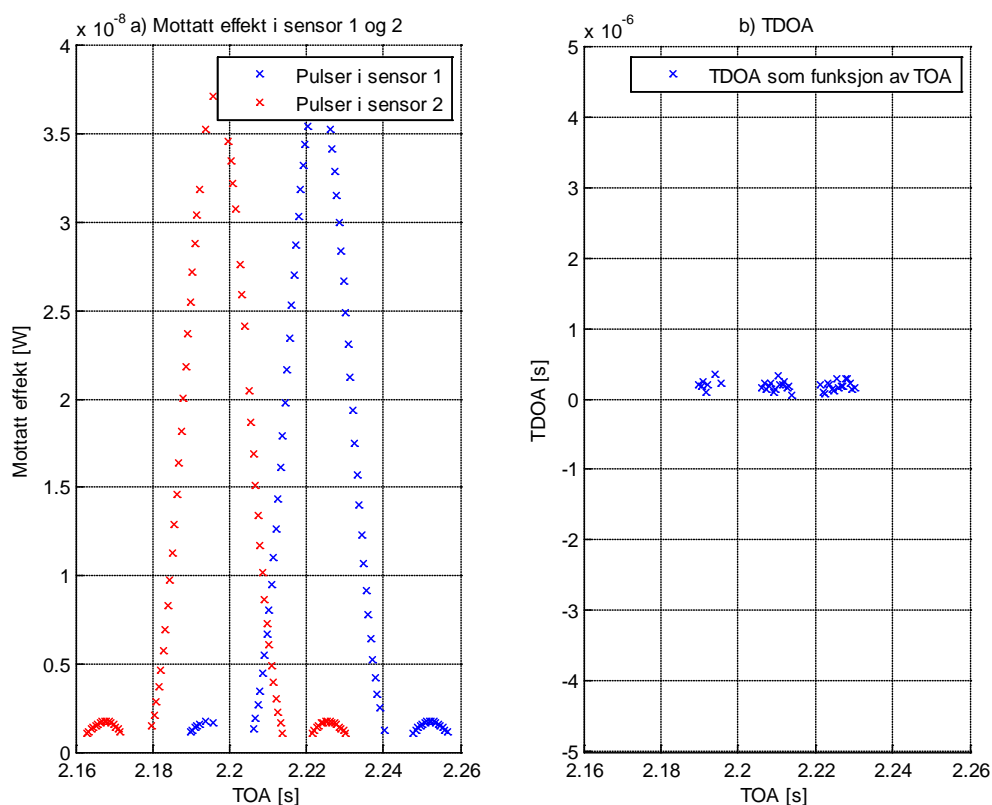 x 10-8
a) Mottatt effekt i sensor 1 og 2
4
3.5
3
2.5
2
1.5
1
0.5
0
2.16
2.18
2.2
2.22
2.24
2.26
Mottatt effekt [W]
TOA [s]
Pulser i sensor 1
Pulser i sensor 2
x 10-6
b) TDOA
5
4
3
2
1
0
-1
-2
-3
-4
-5
2.16
2.18
2.2
2.22
2.24
2.26
TDOA [s]
TOA [s]
TDOA som funksjon av TOA